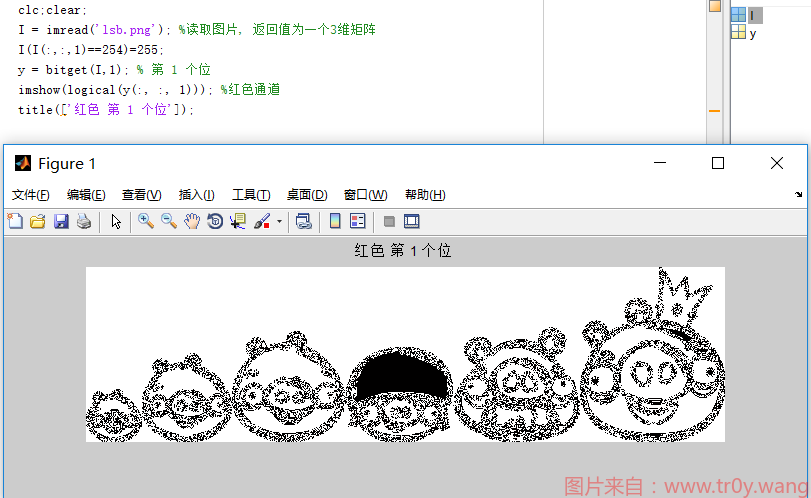 clc;clear;
I = imread('lsb.png'); %读取图片, 返回值为一个3维矩阵
I(I(:,:,1)==254)=255;
y = bitget(I,1); % 第 1 个位
imshow(logical(y(:, :, 1))); %红色通道
title(['红色 第 1 个位']);
I
y
Figure 1
文件(F) 编辑(E) 查看(V) 插入(I) 工具(T) 桌面(D) 窗口(W) 帮助(H)
红色 第 1 个位
图片来自：www.tr0y.wang